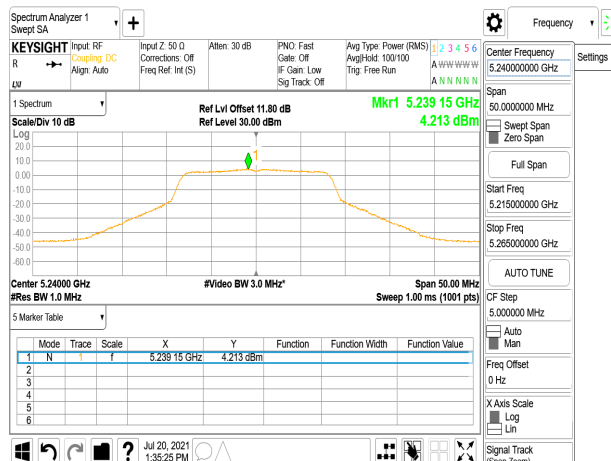 Spectrum Analyzer 1
Swept SA
Frequency
KEYSIGHT
R
LXI
Input: RF
Coupling: DC
Align: Auto
Input Z: 50 Ω
Corrections: Off
Freq Ref: Int (S)
Atten: 30 dB
PNO: Fast
Gate: Off
IF Gain: Low
Sig Track: Off
Avg Type: Power (RMS)
Avg|Hold: 100/100
Trig: Free Run
1 2 3 4 5 6
A W W W W W
A N N N N N
Center Frequency
5.240000000 GHz
Settings
Span
50.0000000 MHz
Swept Span
Zero Span
Full Span
Start Freq
5.215000000 GHz
Stop Freq
5.265000000 GHz
AUTO TUNE
CF Step
5.000000 MHz
Auto
Man
Freq Offset
0 Hz
X Axis Scale
Log
Lin
Signal Track
(Span Zoom)
1 Spectrum
Scale/Div 10 dB
Ref Lvl Offset 11.80 dB
Ref Level 30.00 dBm
Mkr1 5.239 15 GHz
4.213 dBm
Log
20.0
10.0
0.00
-10.0
-20.0
-30.0
-40.0
-50.0
-60.0
1
Center 5.24000 GHz
#Res BW 1.0 MHz
#Video BW 3.0 MHz*
Span 50.00 MHz
Sweep 1.00 ms (1001 pts)
5 Marker Table
Mode Trace Scale X Y Function Function Width Function Value
1 N 1 f 5.239 15 GHz 4.213 dBm
2
3
4
5
6
?
Jul 20, 2021
1:35:25 PM